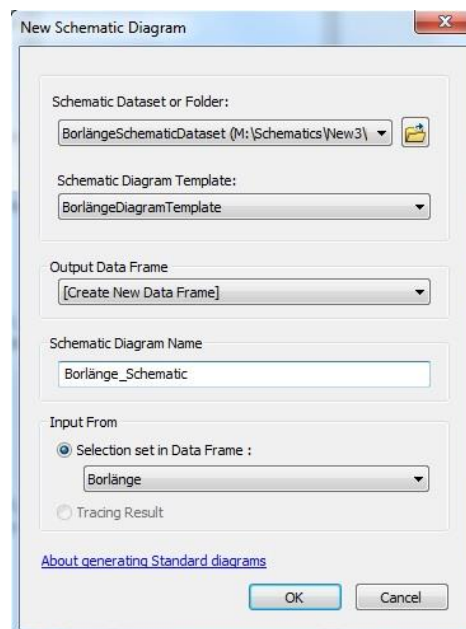 New Schematic Diagram
Schematic Dataset or Folder:
BorlängeSchematicDataset (M:\Schematics\New3\
Schematic Diagram Template:
BorlängeDiagramTemplate
Output Data Frame
[Create New Data Frame]
Schematic Diagram Name
Borlänge_Schematic
Input From
Selection set in Data Frame :
Borlänge
Tracing Result
About generating Standard diagrams
OK Cancel